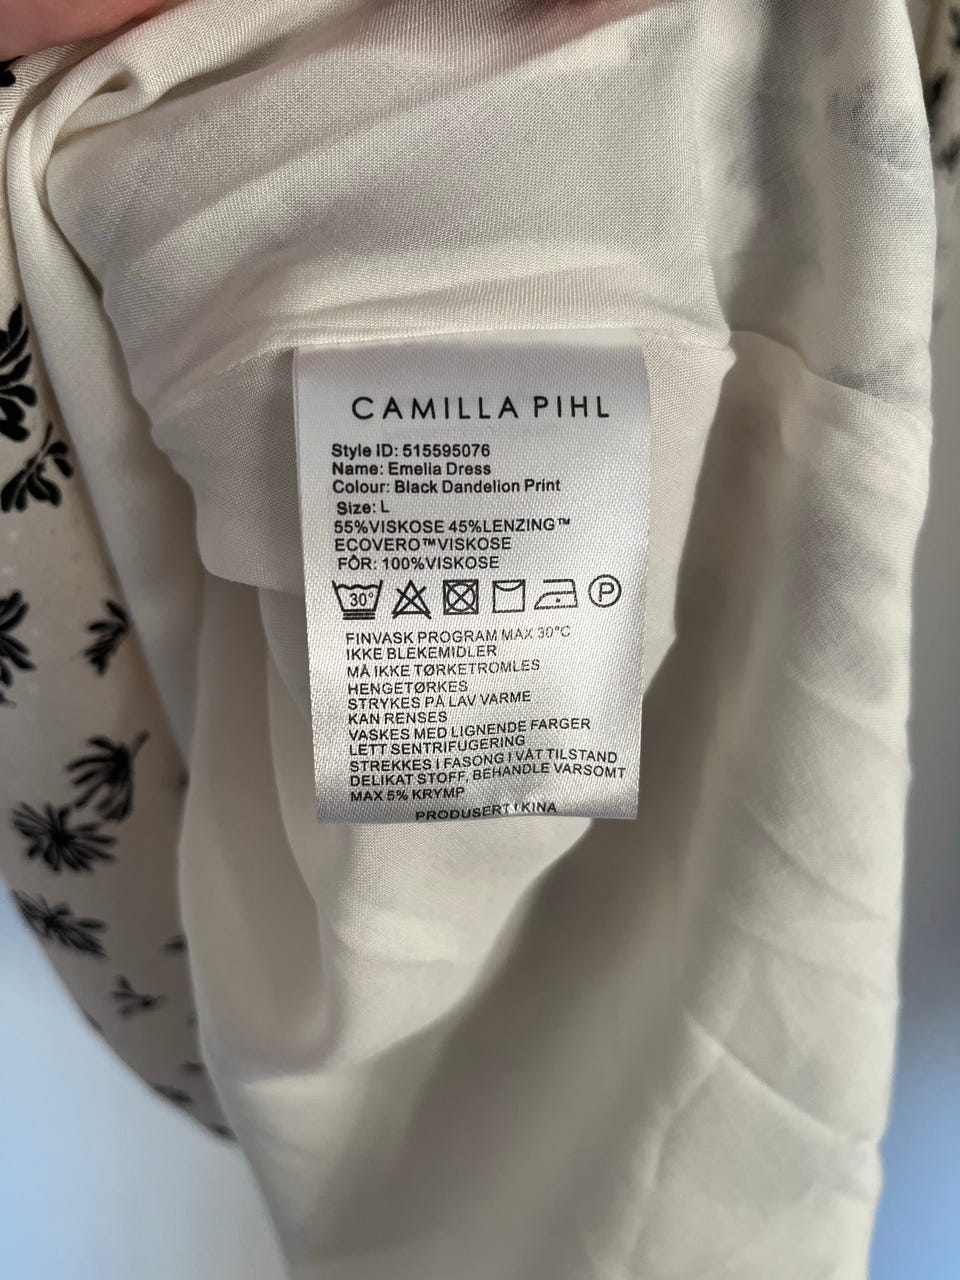 CAMILLA PIHL
Style ID: 515595076
Name: Emelia Dress
Colour: Black Dandelion Print
Size: L
55%VISKOSE 45%LENZING™
ECOVERO™VISKOSE
FÔR: 100%VISKOSE
30° P
FINVASK PROGRAM MAX 30°C
IKKE BLEKEMIDLER
MÅ IKKE TØRKETROMLES
HENGETØRKES
STRYKES PÅ LAV VARME
KAN RENSES
VASKES MED LIGNENDE FARGER
LETT SENTRIFUGERING
STREKKES I FASONG I VÅT TILSTAND
DELIKAT STOFF, BEHANDLE VARSOMT
MAX 5% KRYMP
PRODUSERT I KINA